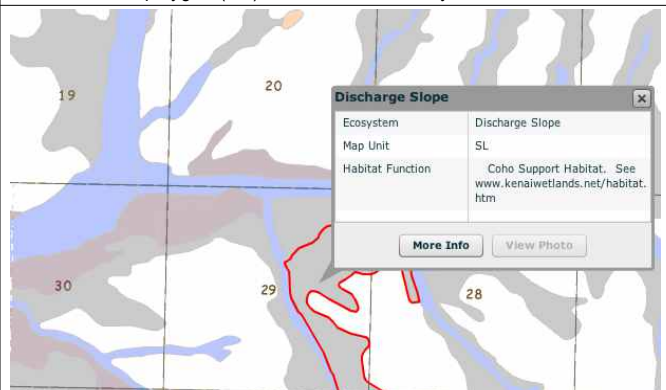 19
20
Discharge Slope
x
Ecosystem Discharge Slope
Map Unit SL
Habitat Function Coho Support Habitat. See
www.kenaiwetlands.net/habitat.
htm
More Info View Photo
30
29
28